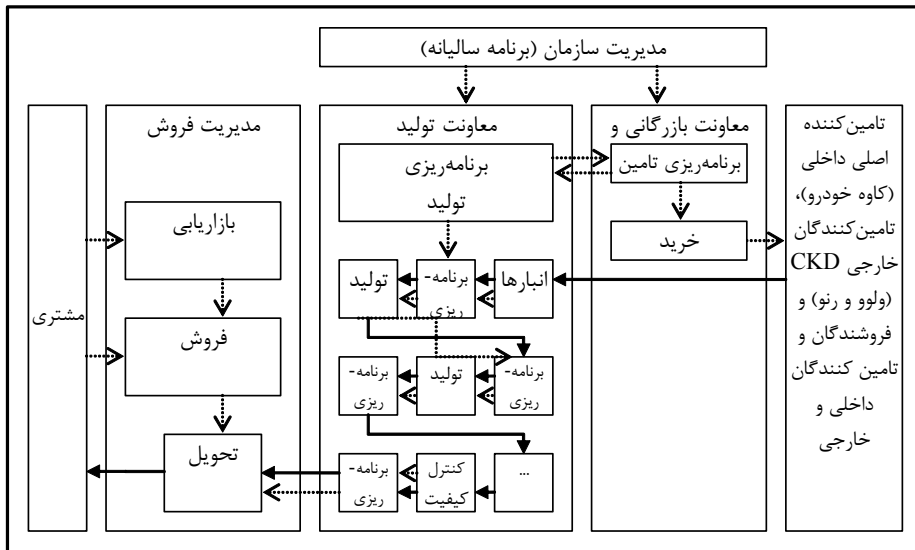 مدیریت سازمان (برنامه سالیانه)
تامین‌کننده
اصلی داخلی
(کاوه خودرو)،
تامین‌کنندگان
خارجی CKD
(ولوو و رنو) و
فروشندگان و
تامین کنندگان
داخلی و
خارجی
معاونت بازرگانی و
برنامه‌ریزی تامین
خرید
معاونت تولید
برنامه‌ریزی
تولید
انبارها
برنامه-
ریزی
تولید
برنامه-
ریزی
تولید
برنامه-
ریزی
...
کنترل
کیفیت
برنامه-
ریزی
مدیریت فروش
بازاریابی
فروش
تحویل
مشتری